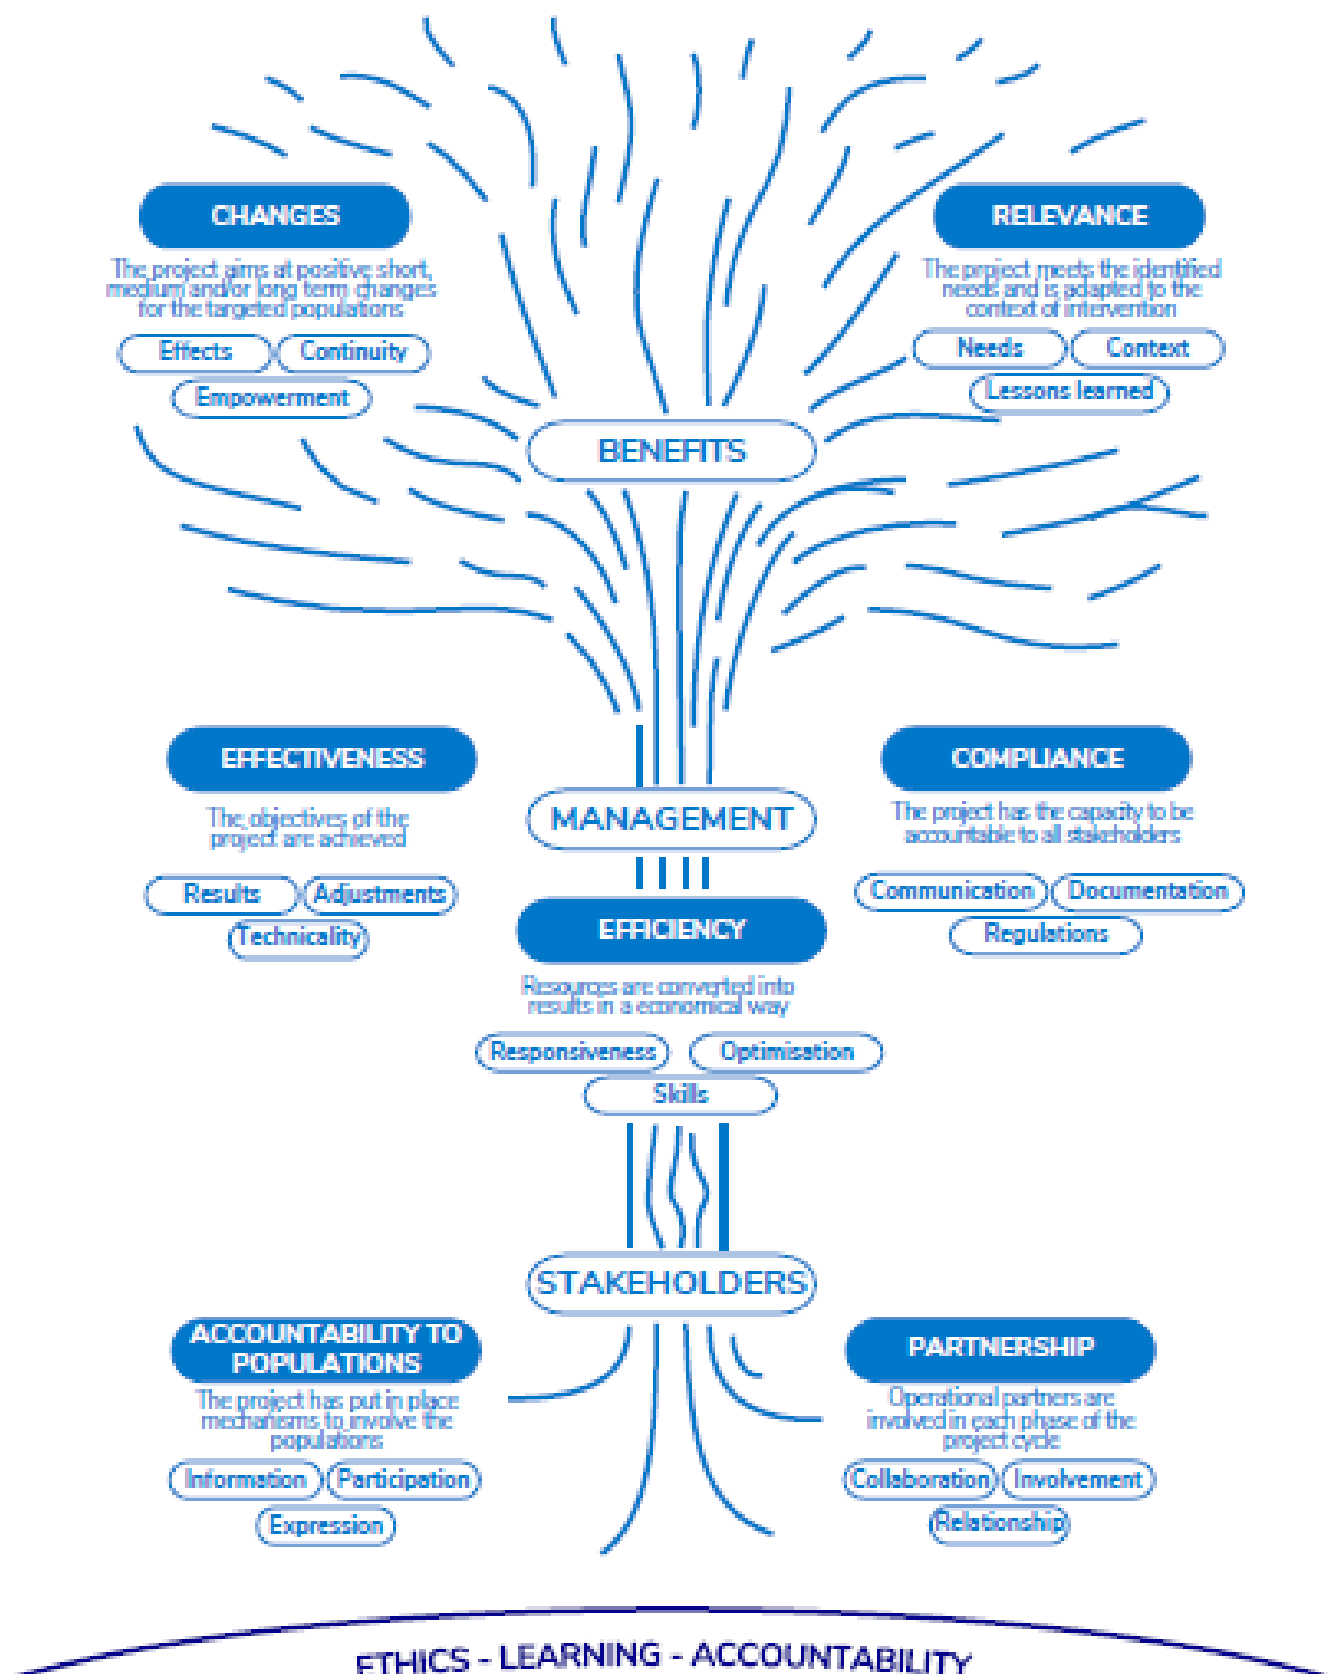 CHANGES
The project aims at positive short,
medium and/or long term changes
for the targeted populations
Effects
Continuity
Empowerment
RELEVANCE
The project meets the identified
needs and is adapted to the
context of intervention
Needs
Context
Lessons learned
BENEFITS
EFFECTIVENESS
The objectives of the
project are achieved
Results
Adjustments
Technicality
MANAGEMENT
COMPLIANCE
The project has the capacity to be
accountable to all stakeholders
Communication
Documentation
Regulations
EFFICIENCY
Resources are converted into
results in a economical way
Responsiveness
Optimisation
Skills
STAKEHOLDERS
ACCOUNTABILITY TO
POPULATIONS
The project has put in place
mechanisms to involve the
populations
Information
Participation
Expression
PARTNERSHIP
Operational partners are
involved in each phase of the
project cycle
Collaboration
Involvement
Relationship
ETHICS - LEARNING - ACCOUNTABILITY